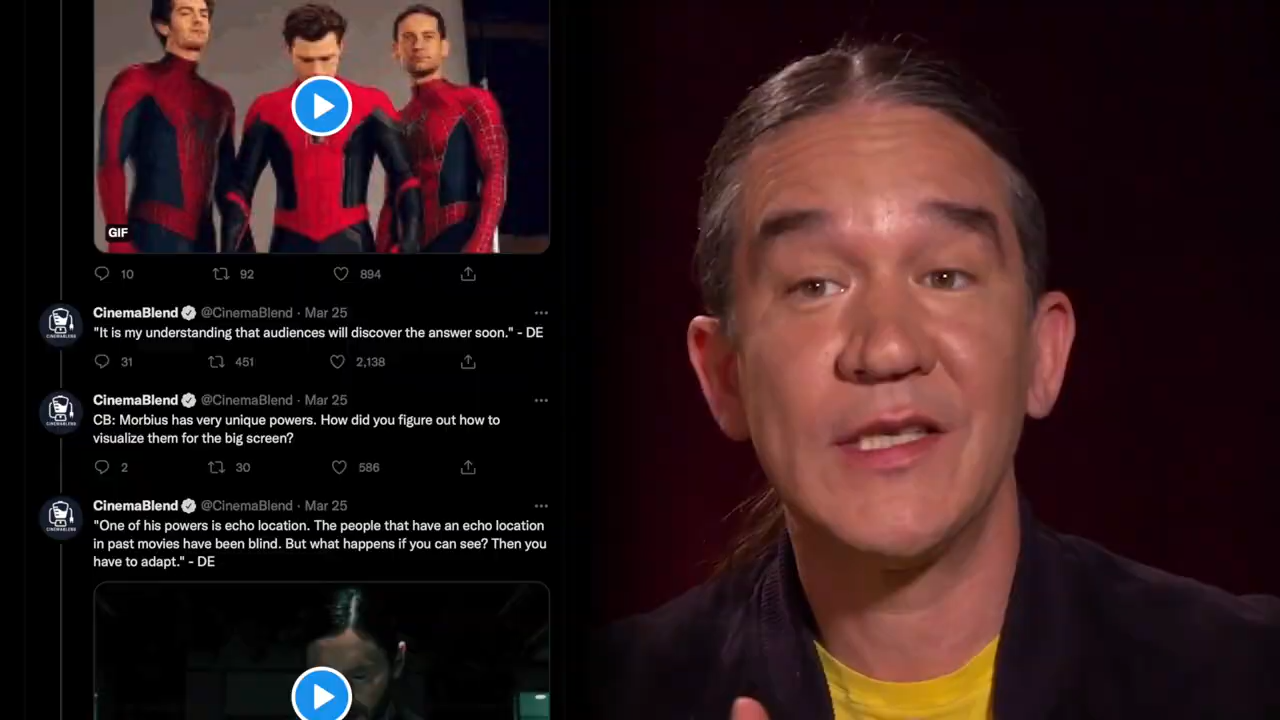 GIF
10 92 894
CinemaBlend @CinemaBlend · Mar 25
"It is my understanding that audiences will discover the answer soon." - DE
31 451 2,138
CinemaBlend @CinemaBlend · Mar 25
CB: Morbius has very unique powers. How did you figure out how to
visualize them for the big screen?
2 30 586
CinemaBlend @CinemaBlend · Mar 25
"One of his powers is echo location. The people that have an echo location
in past movies have been blind. But what happens if you can see? Then you
have to adapt." - DE